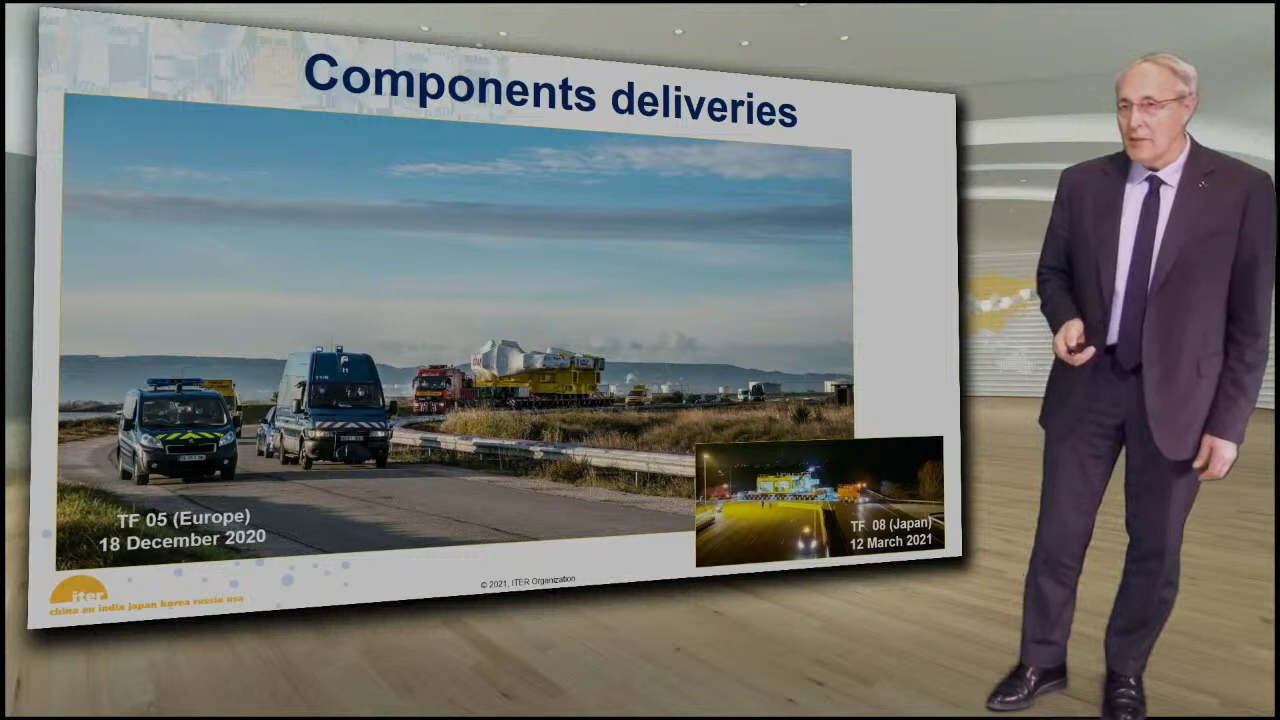 Components deliveries
TF 05 (Europe)
18 December 2020
TF 08 (Japan)
12 March 2021
iter
china eu india japan korea russia usa
© 2021, ITER Organization